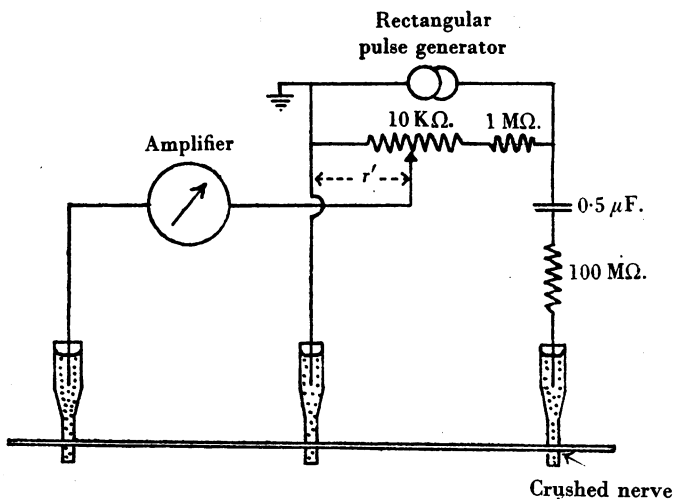 Rectangular
pulse generator
10 KΩ. 1 MΩ.
Amplifier
r'
0·5 μF.
100 MΩ.
Crushed nerve